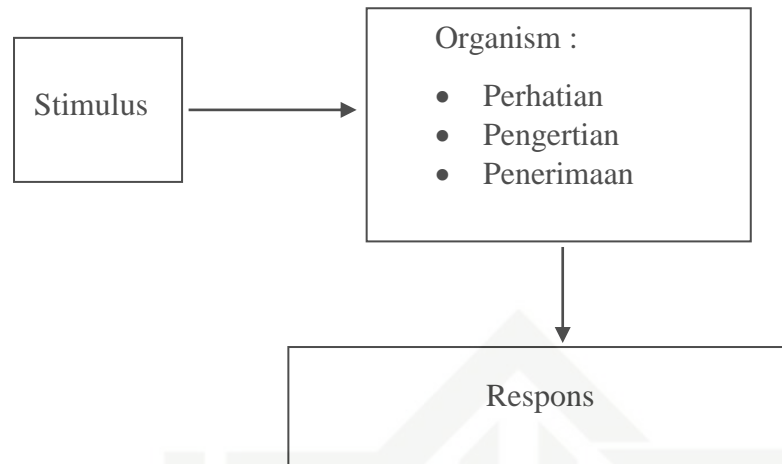 Stimulus
Organism :
• Perhatian
• Pengertian
• Penerimaan
Respons